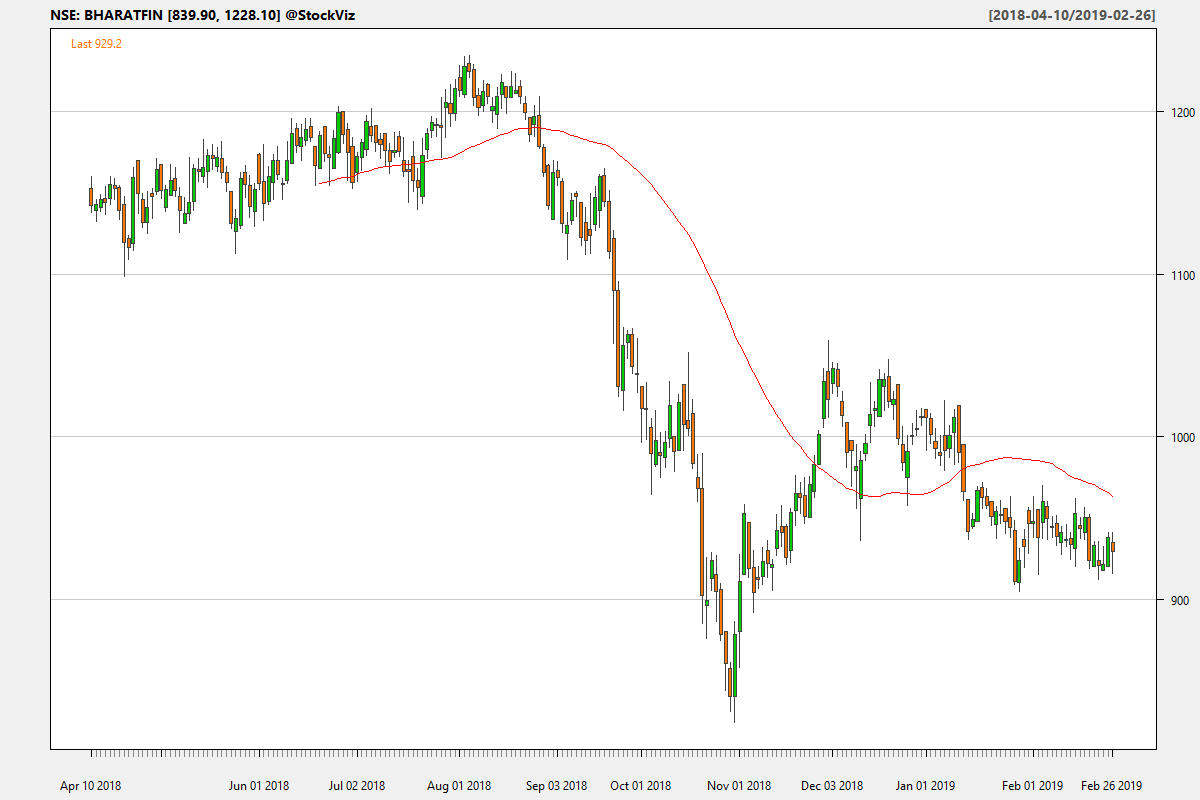 NSE: BHARATFIN [839.90, 1228.10] @StockViz
[2018-04-10/2019-02-26]
Last 929.2
1200
1100
1000
900
Apr 10 2018 Jun 01 2018 Jul 02 2018 Aug 01 2018 Sep 03 2018 Oct 01 2018 Nov 01 2018 Dec 03 2018 Jan 01 2019 Feb 01 2019 Feb 26 2019